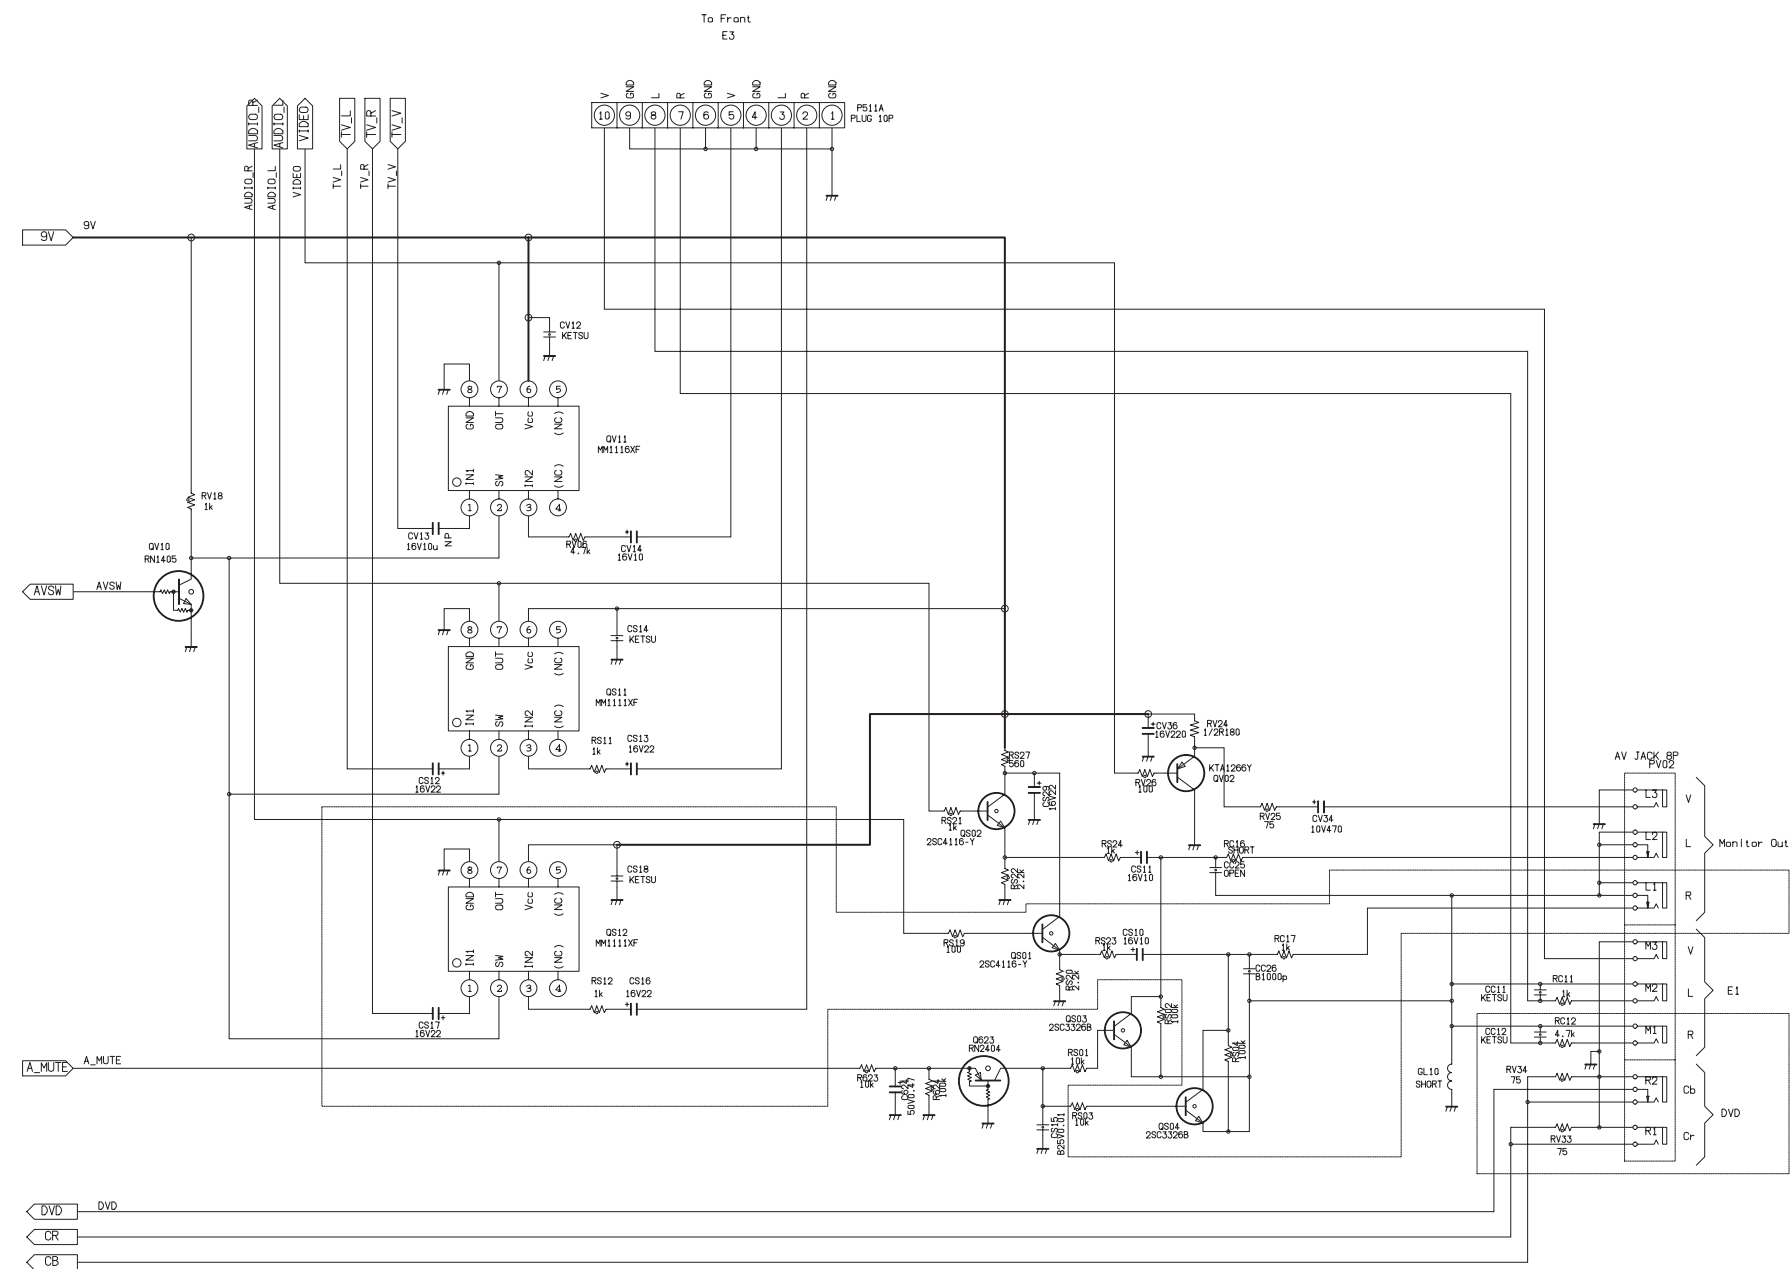 To Front
E3
V
GND
L
R
GND
V
GND
L
R
GND
10
9
8
7
6
5
4
3
2
1
P511A
PLUG 10P
AUDIO_R
AUDIO_L
VIDEO
TV_L
TV_R
TV_V
AUDIO_R
AUDIO_L
VIDEO
TV_L
TV_R
TV_V
9V
9V
CV12
KETSU
8
7
6
5
GND
OUT
Vcc
(NC)
QV11
MM1116XF
IN1
SW
IN2
(NC)
1
2
3
4
RV18
1k
CV13
16V10u
NP
RV06
4.7k
CV14
16V10
QV10
RN1405
AVSW
AVSW
CS14
KETSU
8
7
6
5
GND
OUT
Vcc
(NC)
QS11
MM1111XF
IN1
SW
IN2
(NC)
1
2
3
4
CS12
16V22
RS11
1k
CS13
16V22
CS18
KETSU
8
7
6
5
GND
OUT
Vcc
(NC)
QS12
MM1111XF
IN1
SW
IN2
(NC)
1
2
3
4
CS17
16V22
RS12
1k
CS16
16V22
RS27
560
CS29
16V22
RS21
1k
QS02
2SC4116-Y
RS22
2.2k
CV36
16V220
RV24
1/2R180
KTA1266Y
QV02
RV26
100
RV25
75
CV34
10V470
RS24
1k
CS11
16V10
RC16
SHORT
CC25
OPEN
RS19
100
QS01
2SC4116-Y
RS20
2.2k
RS23
1k
CS10
16V10
CC26
B1000p
RC17
1k
QS03
2SC3326B
RS02
100k
RS04
100k
RS01
10k
RS03
10k
QS04
2SC3326B
CS15
B25V0.01
Q623
RN2404
A_MUTE
A_MUTE
R623
10k
C624
50V0.47
R624
100k
AV JACK 8P
PV02
L3
V
L2
L
L1
R
Monitor Out
M3
V
M2
L
M1
R
E1
CC11
KETSU
RC11
1k
CC12
KETSU
RC12
4.7k
GL10
SHORT
RV34
75
R2
Cb
RV33
75
R1
Cr
DVD
DVD
DVD
CR
CB